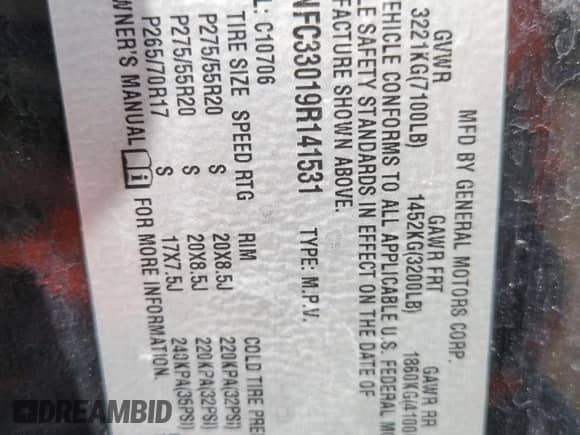 MFD BY GENERAL MOTORS CORP.
GVWR GAWR FRT GAWR RR
3221KG(7100LB) 1452KG(3200LB) 1860KG(4100
VEHICLE CONFORMS TO ALL APPLICABLE U.S. FEDERAL MO
LE SAFETY STANDARDS IN EFFECT ON THE DATE OF
FACTURE SHOWN ABOVE.
NFC33019R141531 TYPE: M.P.V.
L: C10706
TIRE SIZE SPEED RTG RIM COLD TIRE PRE
P275/55R20 S 20X8.5J 220KPA(32PSI)
P275/55R20 S 20X8.5J 220KPA(32PSI)
P265/70R17 S 17X7.5J 240KPA(35PSI)
OWNER'S MANUAL i FOR MORE INFORMATION.
DREAMBID